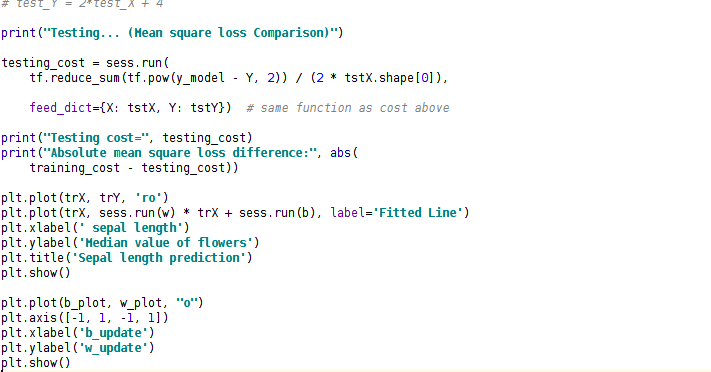 # test_Y = 2*test_X + 4
print("Testing... (Mean square loss Comparison)")
testing_cost = sess.run(
    tf.reduce_sum(tf.pow(y_model - Y, 2)) / (2 * tstX.shape[0]),
    feed_dict={X: tstX, Y: tstY})  # same function as cost above
print("Testing cost=", testing_cost)
print("Absolute mean square loss difference:", abs(
    training_cost - testing_cost))
plt.plot(trX, trY, 'ro')
plt.plot(trX, sess.run(w) * trX + sess.run(b), label='Fitted Line')
plt.xlabel(' sepal length')
plt.ylabel('Median value of flowers')
plt.title('Sepal length prediction')
plt.show()
plt.plot(b_plot, w_plot, "o")
plt.axis([-1, 1, -1, 1])
plt.xlabel('b_update')
plt.ylabel('w_update')
plt.show()